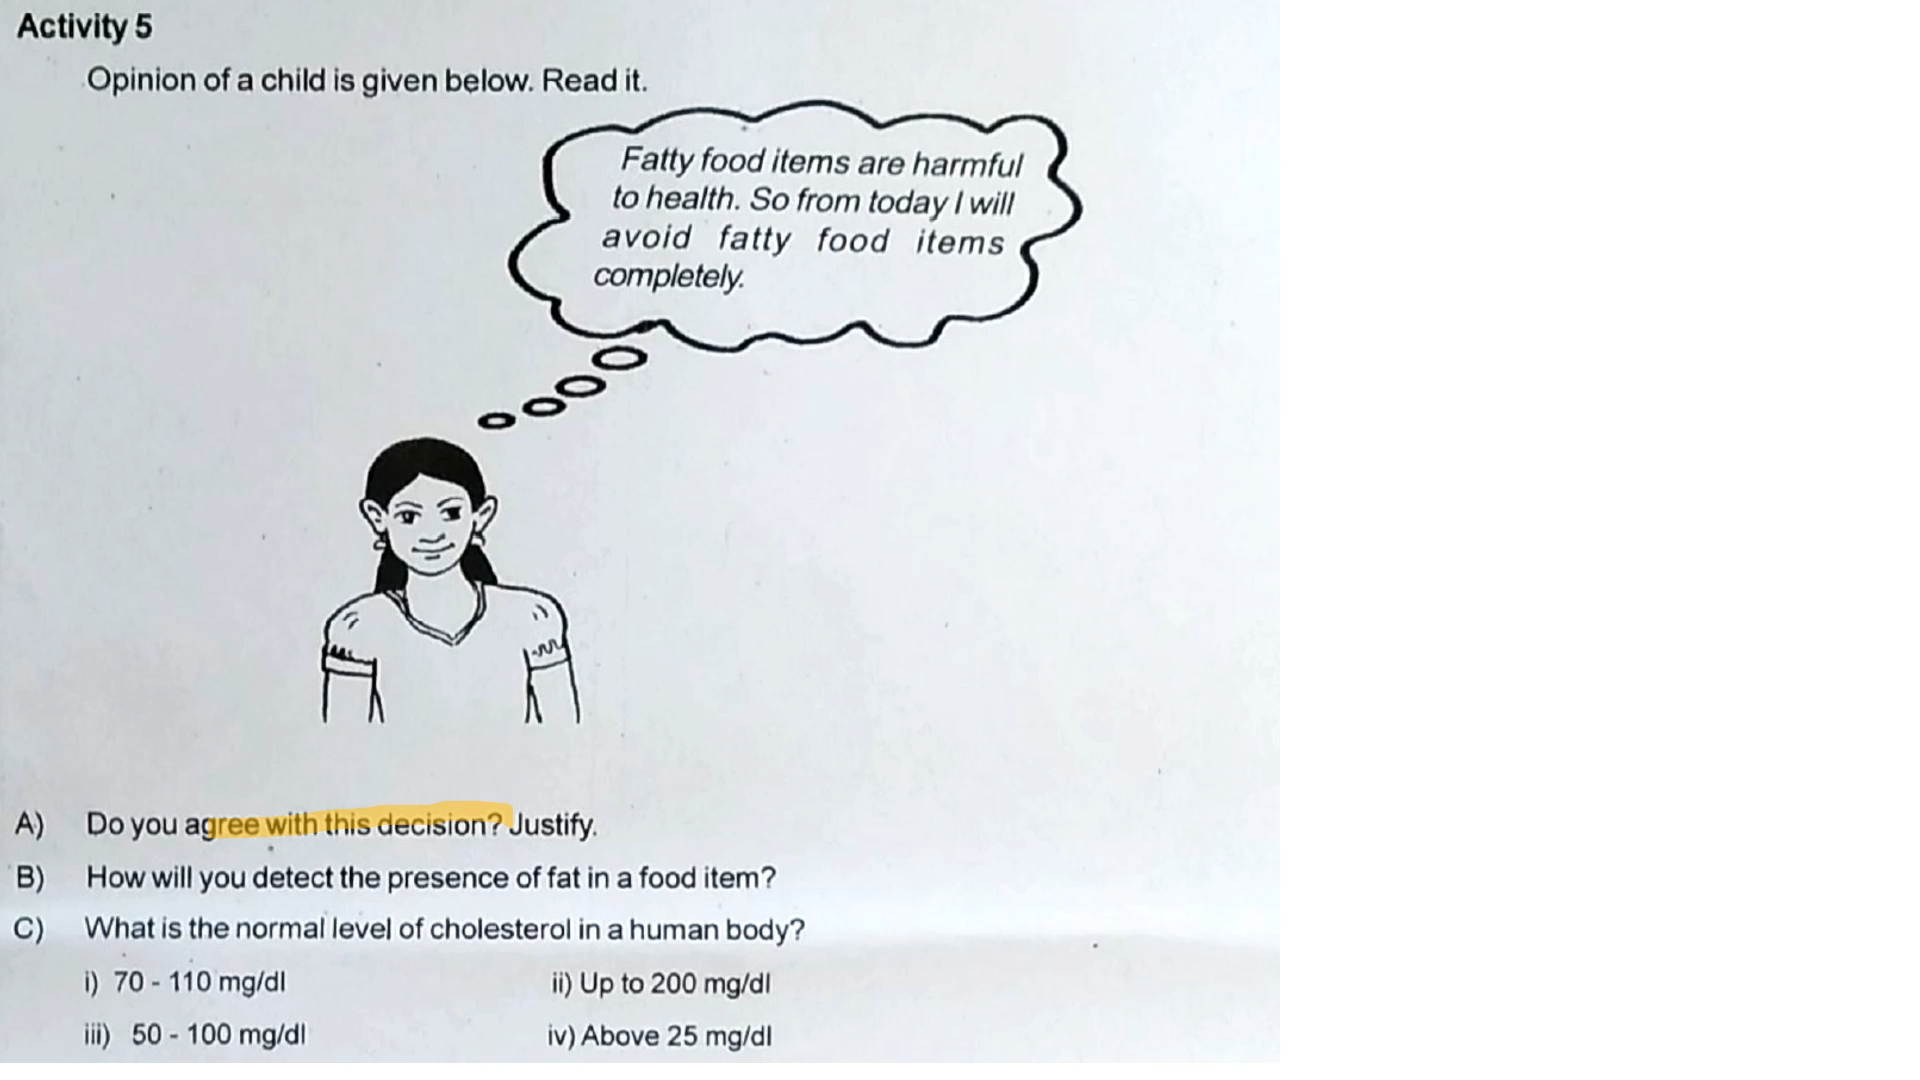 Activity 5
Opinion of a child is given below. Read it.
Fatty food items are harmful
to health. So from today I will
avoid fatty food items
completely.
A) Do you agree with this decision? Justify.
B) How will you detect the presence of fat in a food item?
C) What is the normal level of cholesterol in a human body?
i) 70 - 110 mg/dl ii) Up to 200 mg/dl
iii) 50 - 100 mg/dl iv) Above 25 mg/dl